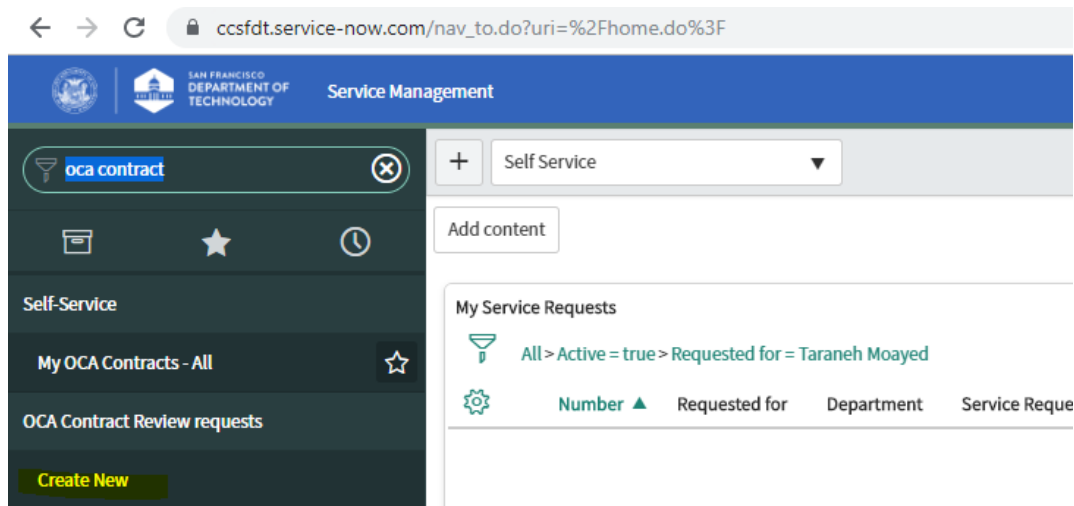 ccsfdt.service-now.com/nav_to.do?uri=%2Fhome.do%3F
SAN FRANCISCO
DEPARTMENT OF
TECHNOLOGY
Service Management
oca contract
Self Service
Add content
Self-Service
My OCA Contracts - All
OCA Contract Review requests
Create New
My Service Requests
All > Active = true > Requested for = Taraneh Moayed
Number ▲ Requested for Department Service Reque